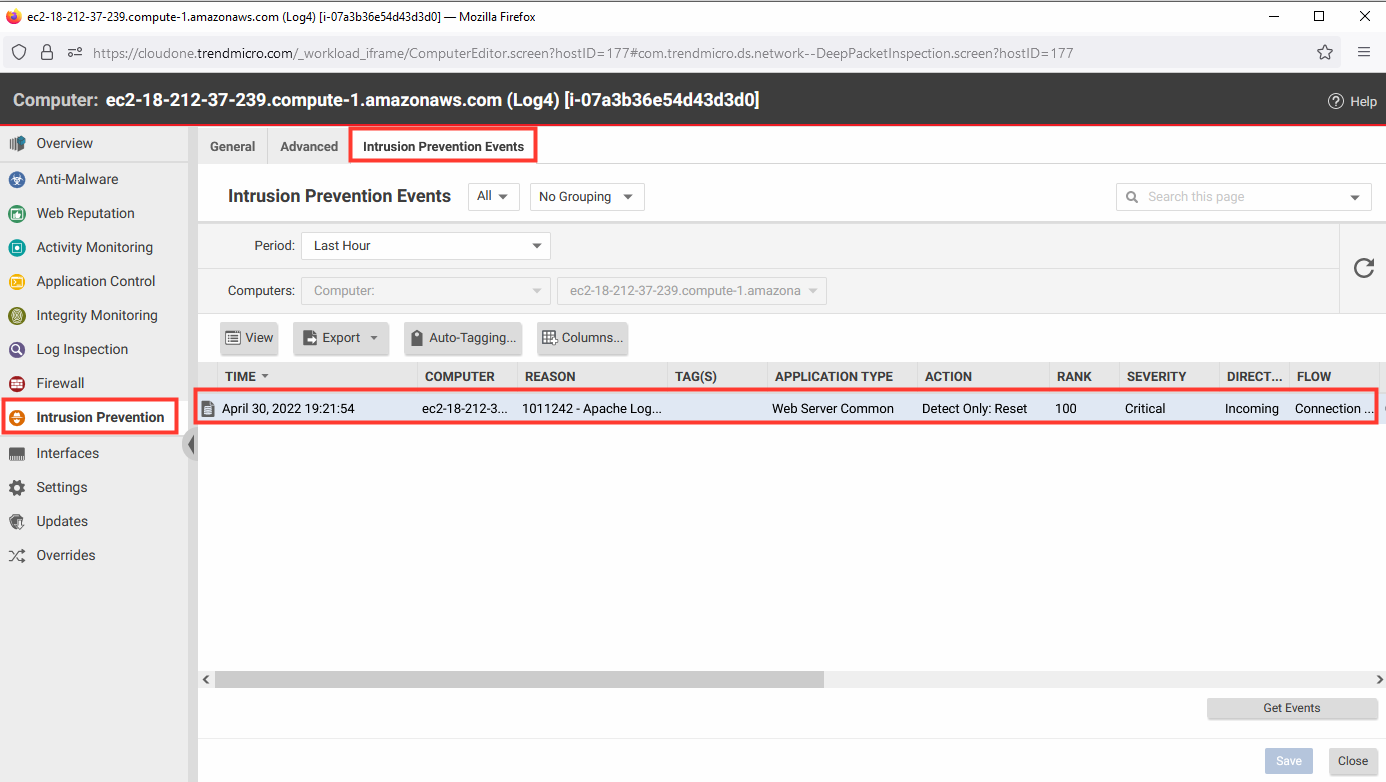 ec2-18-212-37-239.compute-1.amazonaws.com (Log4) [i-07a3b36e54d43d3d0] — Mozilla Firefox
https://cloudone.trendmicro.com/_workload_iframe/ComputerEditor.screen?hostID=177#com.trendmicro.ds.network--DeepPacketInspection.screen?hostID=177
Computer: ec2-18-212-37-239.compute-1.amazonaws.com (Log4) [i-07a3b36e54d43d3d0]
Help
Overview
Anti-Malware
Web Reputation
Activity Monitoring
Application Control
Integrity Monitoring
Log Inspection
Firewall
Intrusion Prevention
Interfaces
Settings
Updates
Overrides
General Advanced Intrusion Prevention Events
Intrusion Prevention Events All No Grouping Search this page
Period: Last Hour
Computers: Computer: ec2-18-212-37-239.compute-1.amazona
View Export Auto-Tagging... Columns...
TIME COMPUTER REASON TAG(S) APPLICATION TYPE ACTION RANK SEVERITY DIRECT... FLOW
April 30, 2022 19:21:54 ec2-18-212-3... 1011242 - Apache Log... Web Server Common Detect Only: Reset 100 Critical Incoming Connection ...
Get Events
Save Close